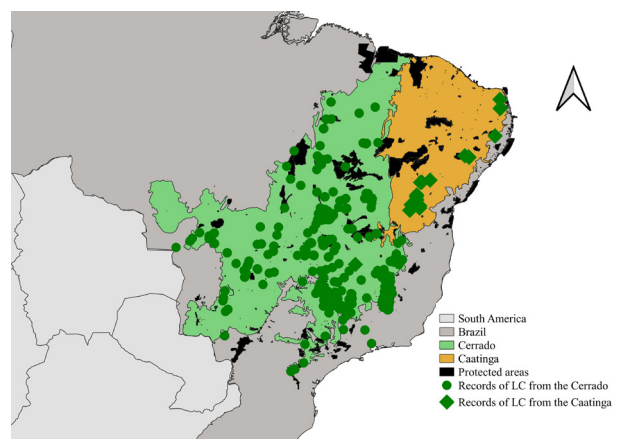 South America
Brazil
Cerrado
Caatinga
Protected areas
Records of LC from the Cerrado
Records of LC from the Caatinga